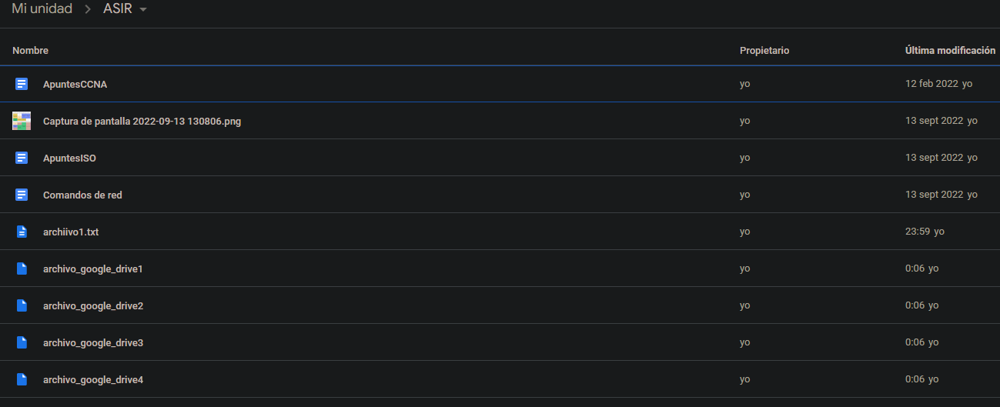 Mi unidad > ASIR
Nombre Propietario Última modificación
ApuntesCCNA yo 12 feb 2022 yo
Captura de pantalla 2022-09-13 130806.png yo 13 sept 2022 yo
ApuntesISO yo 13 sept 2022 yo
Comandos de red yo 13 sept 2022 yo
archiivo1.txt yo 23:59 yo
archivo_google_drive1 yo 0:06 yo
archivo_google_drive2 yo 0:06 yo
archivo_google_drive3 yo 0:06 yo
archivo_google_drive4 yo 0:06 yo